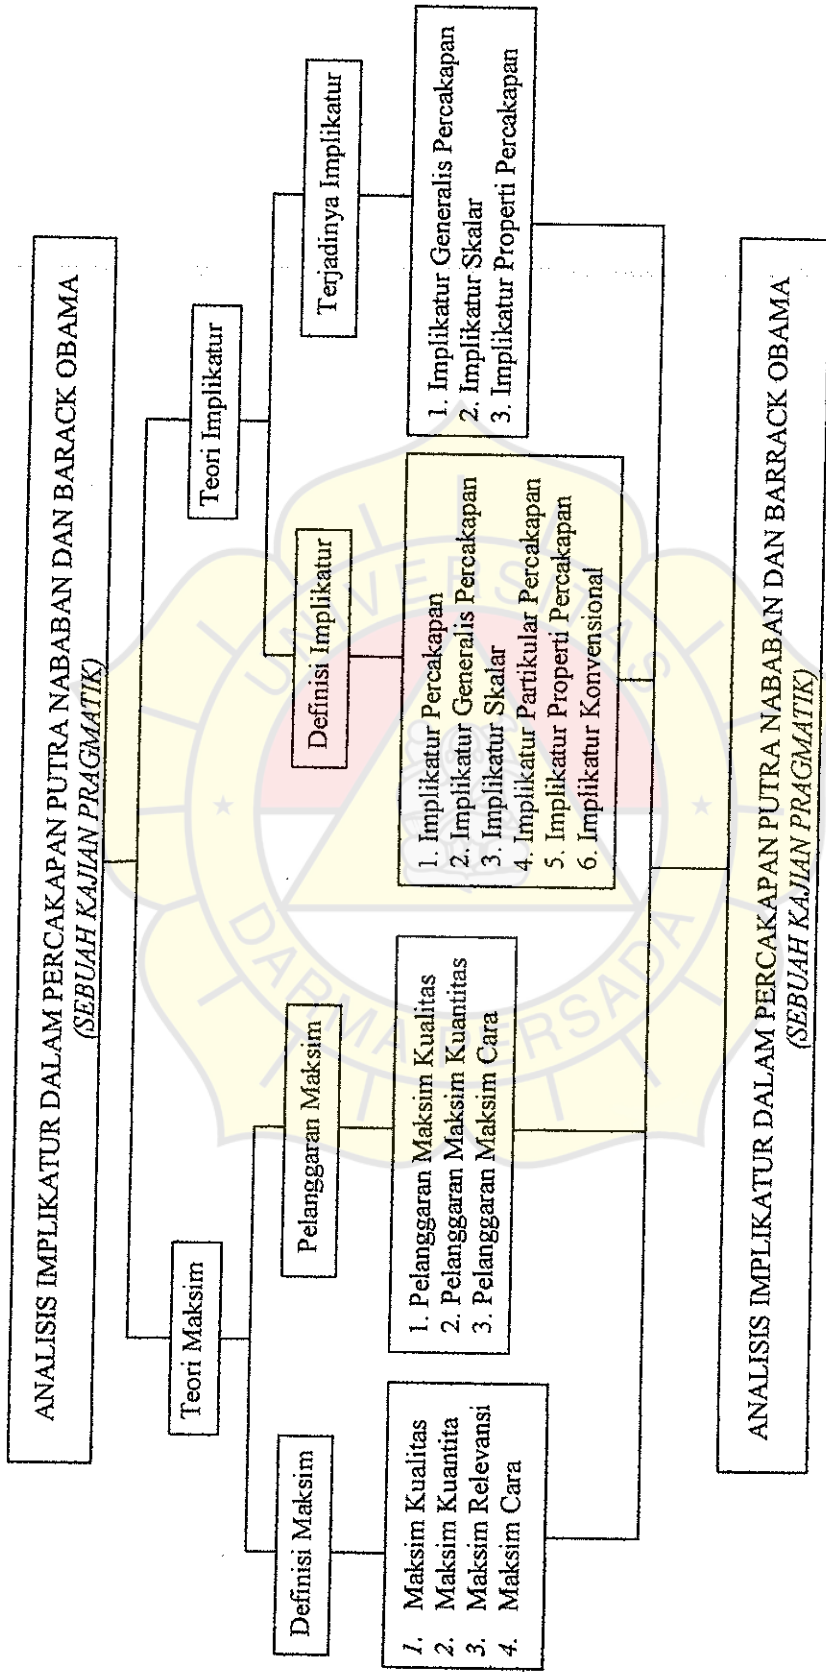 ANALISIS IMPLIKATUR DALAM PERCAKAPAN PUTRA NABABAN DAN BARACK OBAMA
(SEBUAH KAJIAN PRAGMATIK)
Teori Maksim
Teori Implikatur
Definisi Maksim
Pelanggaran Maksim
Definisi Implikatur
Terjadinya Implikatur
1. Maksim Kualitas
2. Maksim Kuantita
3. Maksim Relevansi
4. Maksim Cara
1. Pelanggaran Maksim Kualitas
2. Pelanggaran Maksim Kuantitas
3. Pelanggaran Maksim Cara
1. Implikatur Percakapan
2. Implikatur Generalis Percakapan
3. Implikatur Skalar
4. Implikatur Partikular Percakapan
5. Implikatur Properti Percakapan
6. Implikatur Konvensional
1. Implikatur Generalis Percakapan
2. Implikatur Skalar
3. Implikatur Properti Percakapan
ANALISIS IMPLIKATUR DALAM PERCAKAPAN PUTRA NABABAN DAN BARRACK OBAMA
(SEBUAH KAJIAN PRAGMATIK)
UNIVERSITAS
DARMA PERSADA